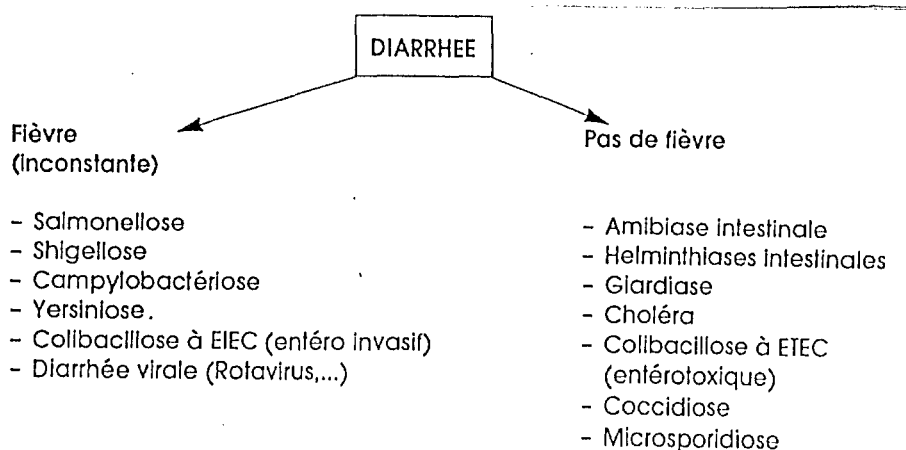 DIARRHEE
Fièvre
(inconstante)
- Salmonellose
- Shigellose
- Campylobactériose
- Yersiniose.
- Colibacillose à EIEC (entéro invasif)
- Diarrhée virale (Rotavirus,...)
Pas de fièvre
- Amibiase intestinale
- Helminthiases intestinales
- Giardiase
- Choléra
- Colibacillose à ETEC
(entérotoxique)
- Coccidiose
- Microsporidiose